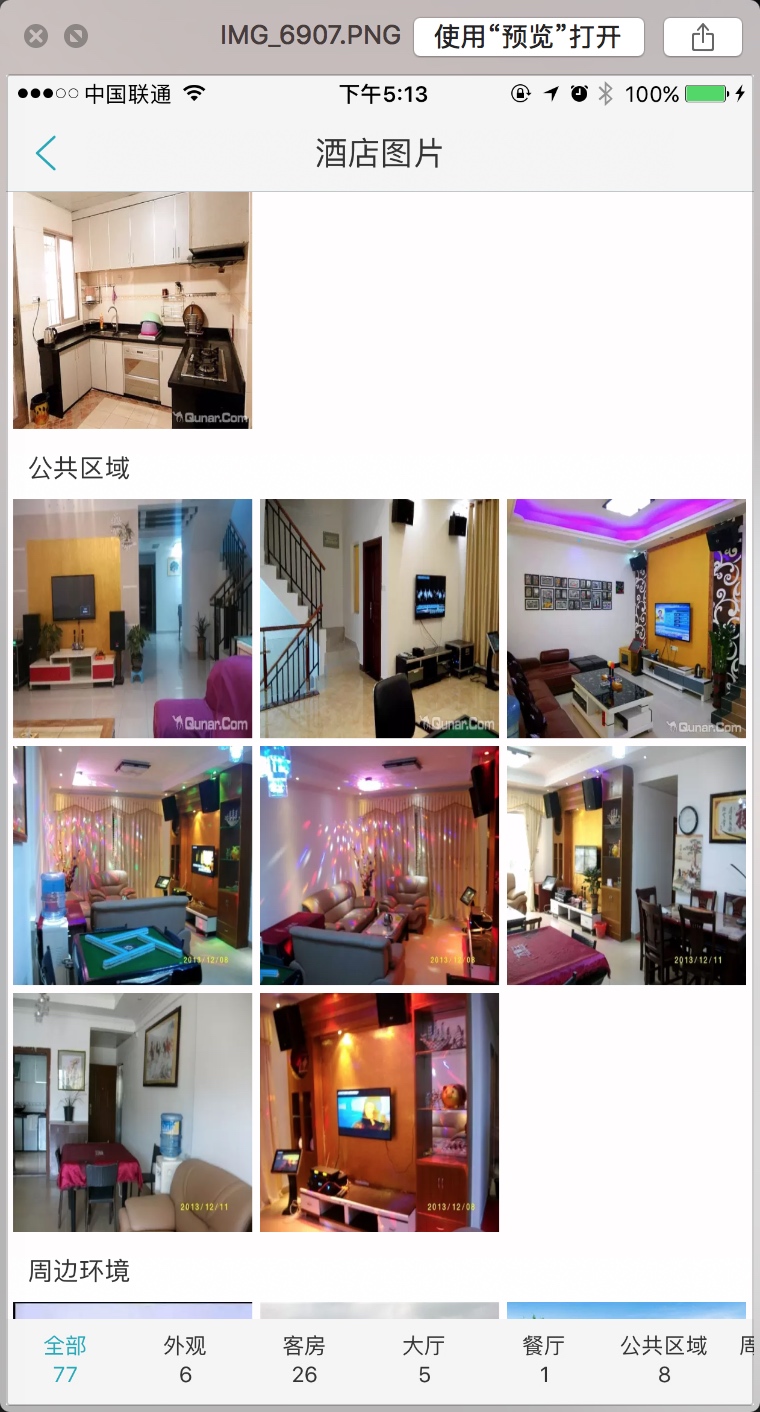 IMG_6907.PNG
使用“预览”打开
中国联通
下午5:13
100%
酒店图片
Qunar.Com
公共区域
Qunar.Com
Qunar.Com
Qunar.Com
2013/12/08
2013/12/08
2013/12/11
2013/12/11
2013/12/08
周边环境
全部 外观 客房 大厅 餐厅 公共区域 周
77 6 26 5 1 8